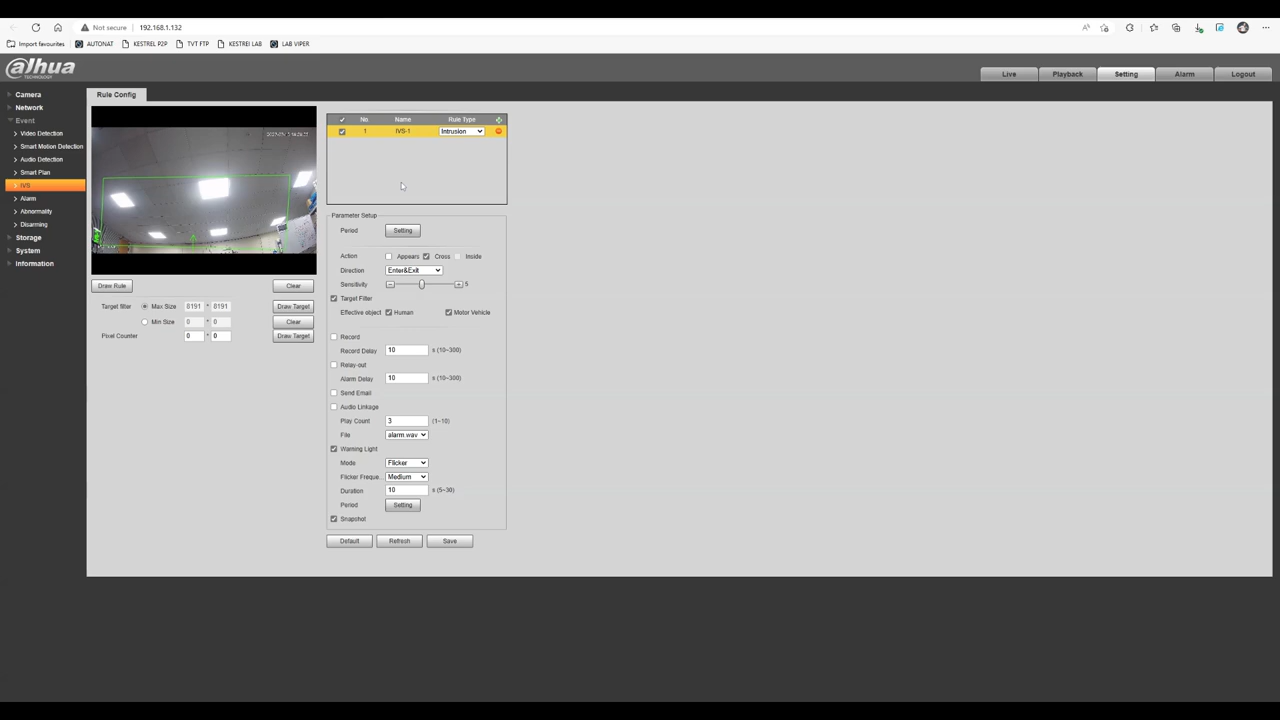 Not secure 192.168.1.132
Import favourites AUTONAT KESTREL P2P TVT FTP KESTREl LAB LAB VIPER
alhua
TECHNOLOGY
Live Playback Setting Alarm Logout
Camera
Network
Event
Video Detection
Smart Motion Detection
Audio Detection
Smart Plan
IVS
Alarm
Abnormality
Disarming
Storage
System
Information
Rule Config
Draw Rule Clear
Target filter Max Size 8191 * 8191 Draw Target
Min Size 0 * 0 Clear
Pixel Counter 0 * 0 Draw Target
No. Name Rule Type
1 IVS-1 Intrusion
Parameter Setup
Period Setting
Action Appears Cross Inside
Direction Enter&Exit
Sensitivity 5
Target Filter
Effective object Human Motor Vehicle
Record
Record Delay 10 s (10~300)
Relay-out
Alarm Delay 10 s (10~300)
Send Email
Audio Linkage
Play Count 3 (1~10)
File alarm.wav
Warning Light
Mode Flicker
Flicker Freque... Medium
Duration 10 s (5~30)
Period Setting
Snapshot
Default Refresh Save